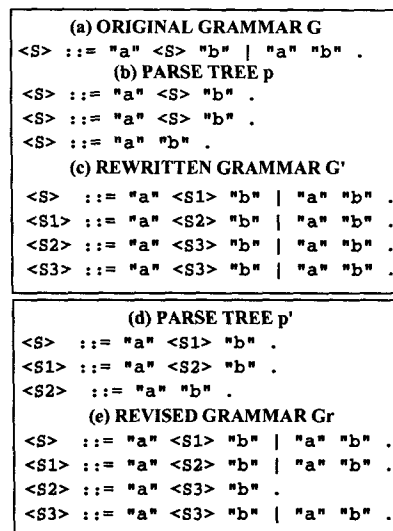 (a) ORIGINAL GRAMMAR G
<S> ::= "a" <S> "b" | "a" "b" .
(b) PARSE TREE p
<S> ::= "a" <S> "b" .
<S> ::= "a" <S> "b" .
<S> ::= "a" "b" .
(c) REWRITTEN GRAMMAR G'
<S> ::= "a" <S1> "b" | "a" "b" .
<S1> ::= "a" <S2> "b" | "a" "b" .
<S2> ::= "a" <S3> "b" | "a" "b" .
<S3> ::= "a" <S3> "b" | "a" "b" .
(d) PARSE TREE p'
<S> ::= "a" <S1> "b" .
<S1> ::= "a" <S2> "b" .
<S2> ::= "a" "b" .
(e) REVISED GRAMMAR Gr
<S> ::= "a" <S1> "b" | "a" "b" .
<S1> ::= "a" <S2> "b" | "a" "b" .
<S2> ::= "a" <S3> "b" .
<S3> ::= "a" <S3> "b" | "a" "b" .